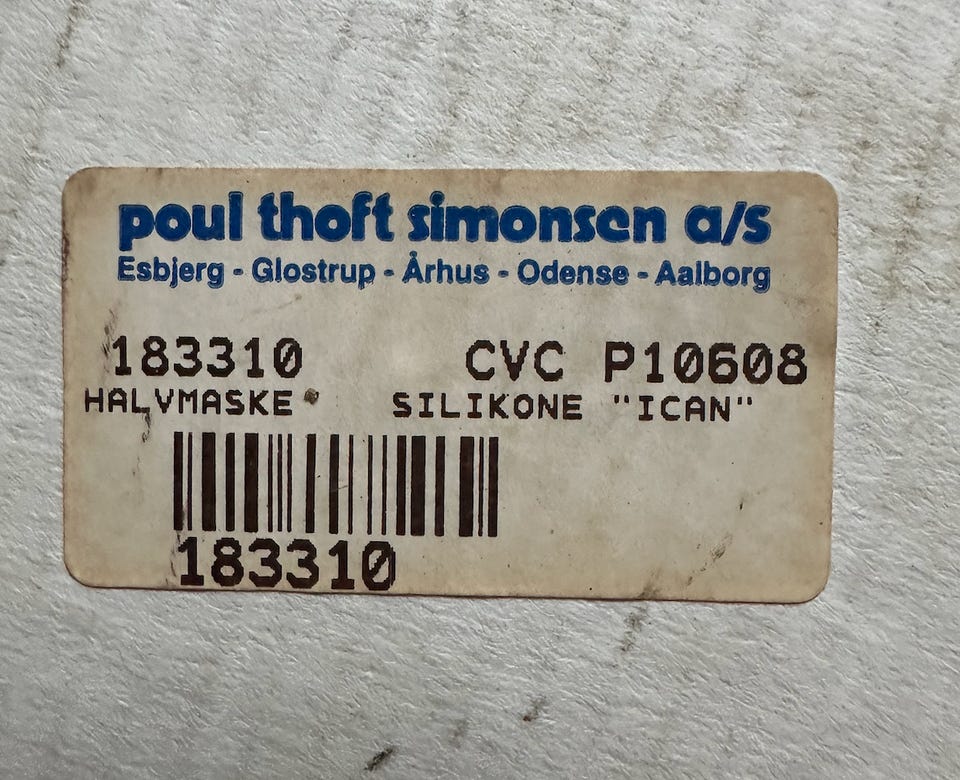 poul thoft simonsen a/s
Esbjerg - Glostrup - Århus - Odense - Aalborg
183310 CVC P10608
HALVMASKE SILIKONE "ICAN"
183310